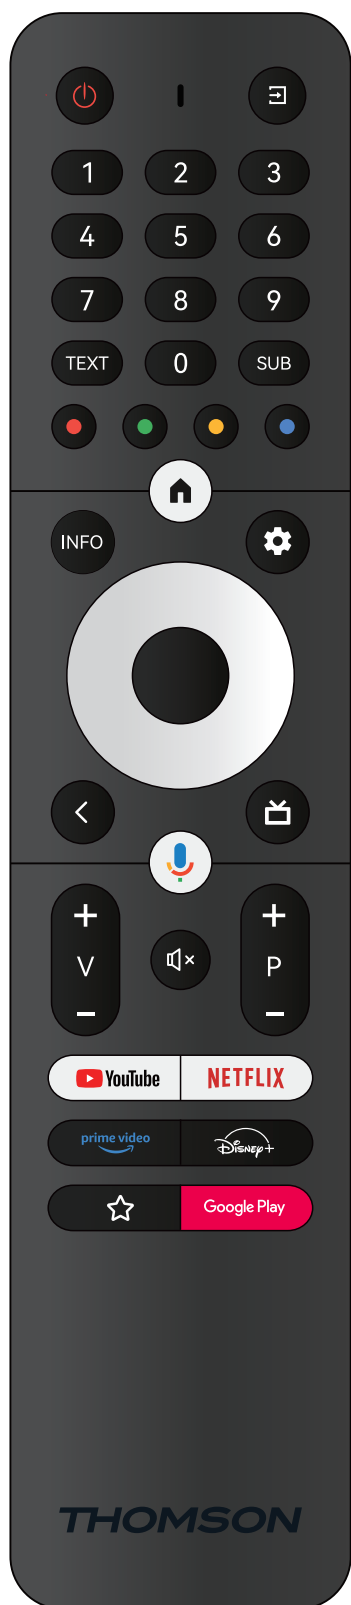 1 2 3
4 5 6
7 8 9
TEXT 0 SUB
INFO
+ +
V P
− −
YouTube NETFLIX
prime video Disney+
Google Play
THOMSON